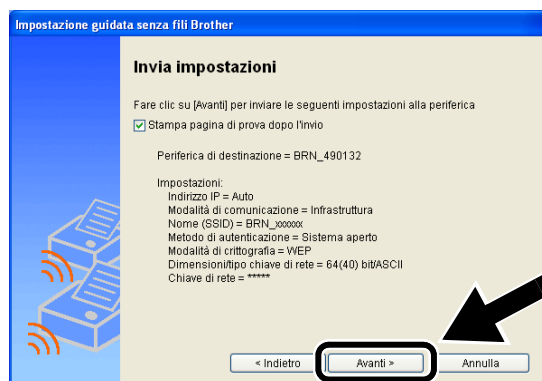 Impostazione guidata senza fili Brother
Invia impostazioni
Fare clic su [Avanti] per inviare le seguenti impostazioni alla periferica
Stampa pagina di prova dopo l'invio
Periferica di destinazione = BRN_490132
Impostazioni:
Indirizzo IP = Auto
Modalità di comunicazione = Infrastruttura
Nome (SSID) = BRN_xxxxxx
Metodo di autenticazione = Sistema aperto
Modalità di crittografia = WEP
Dimensioni/tipo chiave di rete = 64(40) bit/ASCII
Chiave di rete = *****
< Indietro
Avanti >
Annulla